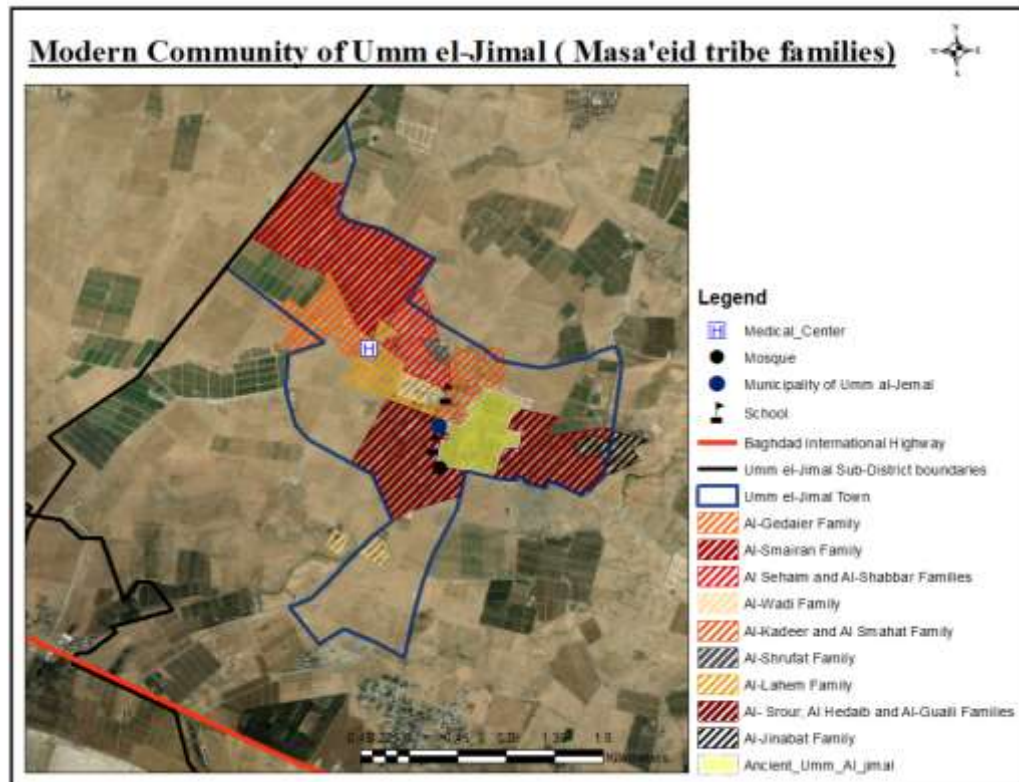 Modern Community of Umm el-Jimal ( Masa'eid tribe families)
Legend
Medical_Center
Mosque
Municipality of Umm al-Jemal
School
Baghdad International Highway
Umm el-Jimal Sub-District boundaries
Umm el-Jimal Town
Al-Gedaier Family
Al-Smairan Family
Al Sehaim and Al-Shabbar Families
Al-Wadi Family
Al-Kadeer and Al Smahat Family
Al-Shrufat Family
Al-Lahem Family
Al- Srour, Al Hedaib and Al-Guaili Families
Al-Jinabat Family
Ancient_Umm_Al_jimal
H
Kilometers